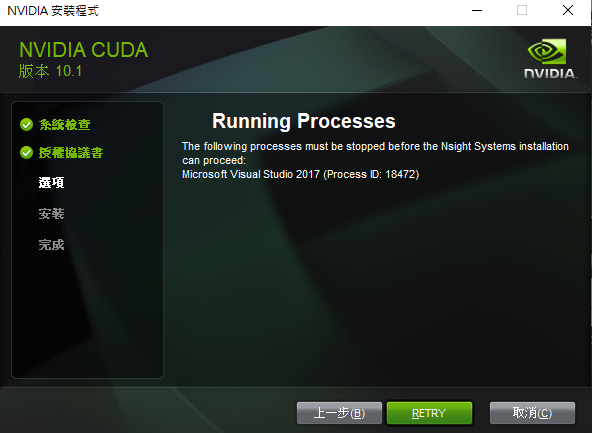 NVIDIA 安裝程式
NVIDIA CUDA
版本 10.1
NVIDIA.
系統檢查
授權協議書
選項
安裝
完成
Running Processes
The following processes must be stopped before the Nsight Systems installation
can proceed:
Microsoft Visual Studio 2017 (Process ID: 18472)
上一步(B)
RETRY
取消(C)